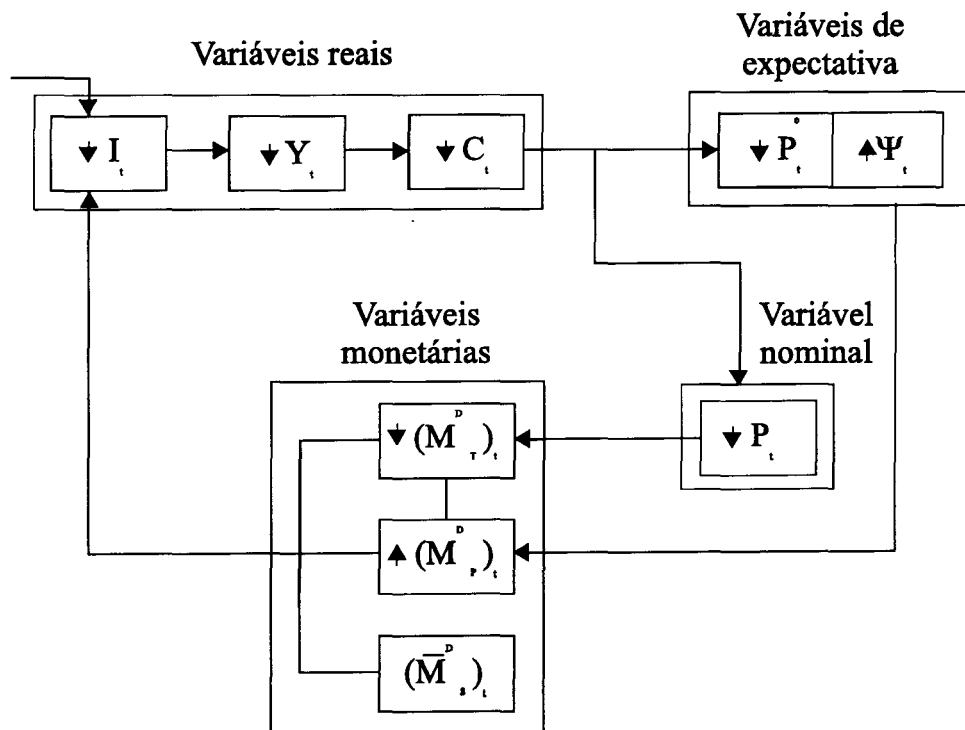 Variáveis reais
Variáveis de
expectativa
I t
Y t
C t
P t
Ψ t
Variáveis
monetárias
Variável
nominal
(M D T) t
P t
(M D P) t
(M̅ D) t